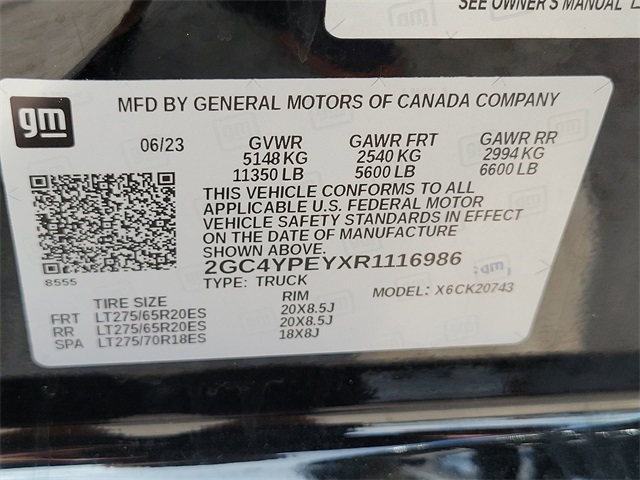 SEE OWNER'S MANUAL
gm
MFD BY GENERAL MOTORS OF CANADA COMPANY
06/23 GVWR GAWR FRT GAWR RR
5148 KG 2540 KG 2994 KG
11350 LB 5600 LB 6600 LB
THIS VEHICLE CONFORMS TO ALL
APPLICABLE U.S. FEDERAL MOTOR
VEHICLE SAFETY STANDARDS IN EFFECT
ON THE DATE OF MANUFACTURE
SHOWN ABOVE.
8555 2GC4YPEYXR1116986 gm
TYPE: TRUCK MODEL: X6CK20743
TIRE SIZE RIM
FRT LT275/65R20ES 20X8.5J
RR LT275/65R20ES 20X8.5J
SPA LT275/70R18ES 18X8J